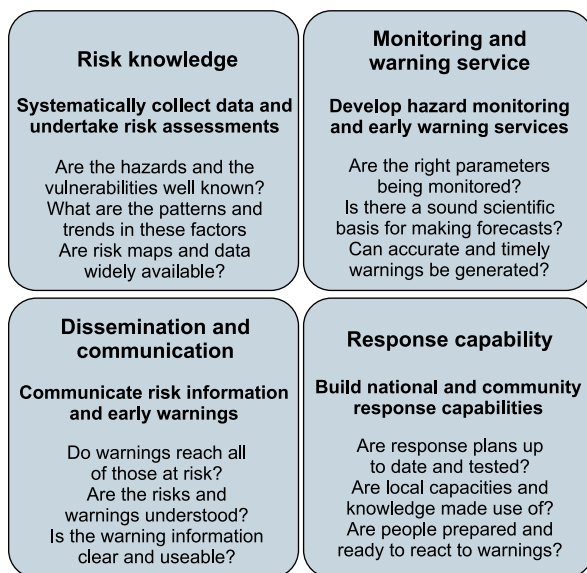 Risk knowledge
Systematically collect data and
undertake risk assessments
Are the hazards and the
vulnerabilities well known?
What are the patterns and
trends in these factors
Are risk maps and data
widely available?
Monitoring and
warning service
Develop hazard monitoring
and early warning services
Are the right parameters
being monitored?
Is there a sound scientific
basis for making forecasts?
Can accurate and timely
warnings be generated?
Dissemination and
communication
Communicate risk information
and early warnings
Do warnings reach all
of those at risk?
Are the risks and
warnings understood?
Is the warning information
clear and useable?
Response capability
Build national and community
response capabilities
Are response plans up
to date and tested?
Are local capacities and
knowledge made use of?
Are people prepared and
ready to react to warnings?